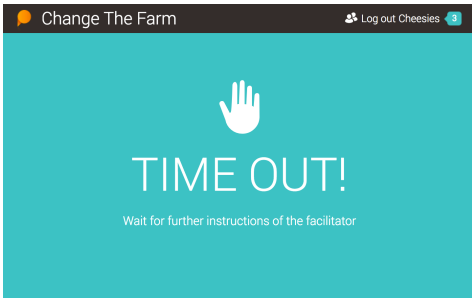 Change The Farm
Log out Cheesies 3
TIME OUT!
Wait for further instructions of the facilitator